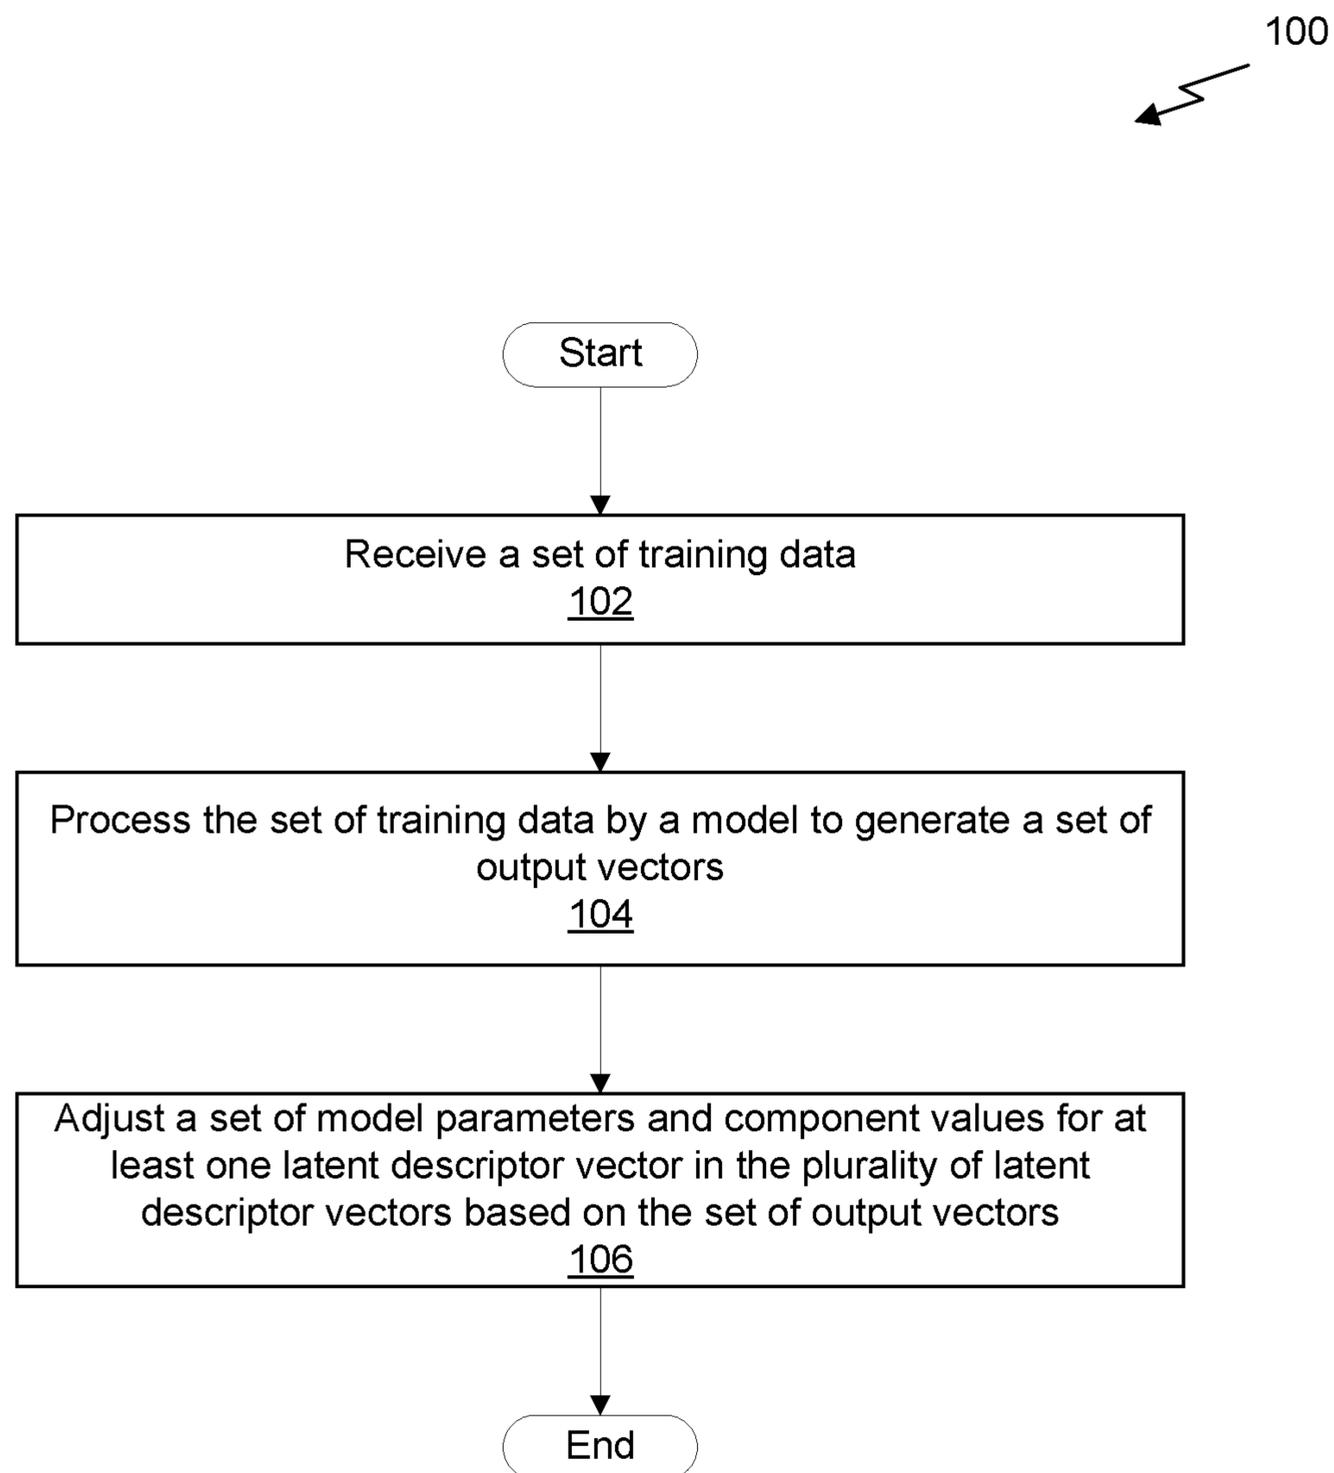 100
Start
Receive a set of training data
102
Process the set of training data by a model to generate a set of
output vectors
104
Adjust a set of model parameters and component values for at
least one latent descriptor vector in the plurality of latent
descriptor vectors based on the set of output vectors
106
End